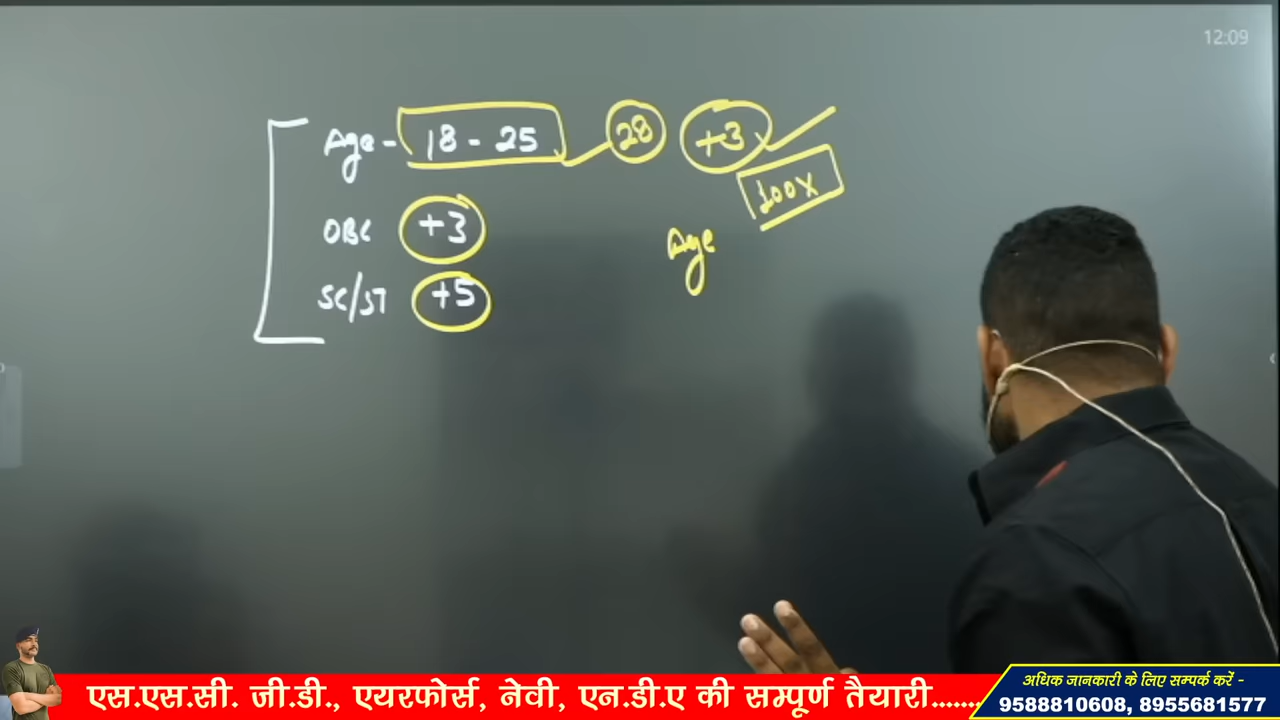 12:09
Age - 18 - 25 28 +3
100X
OBC +3
Age
SC/ST +5
एस.एस.सी. जी.डी., एयरफोर्स, नेवी, एन.डी.ए की सम्पूर्ण तैयारी.......
अधिक जानकारी के लिए सम्पर्क करें -
9588810608, 8955681577